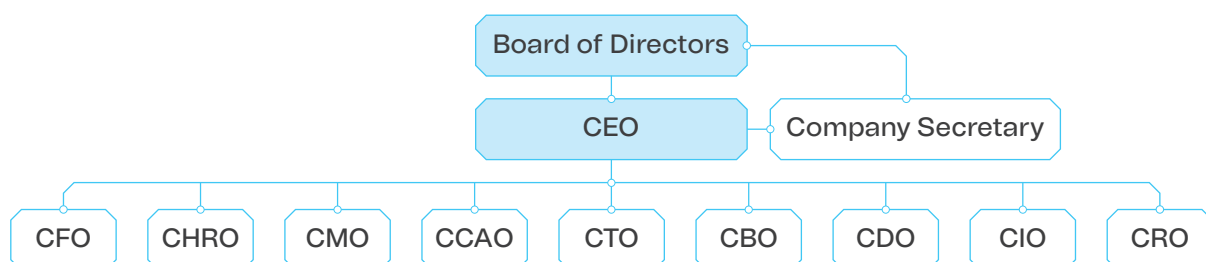 Board of Directors
CEO
Company Secretary
CFO
CHRO
CMO
CCAO
CTO
CBO
CDO
CIO
CRO